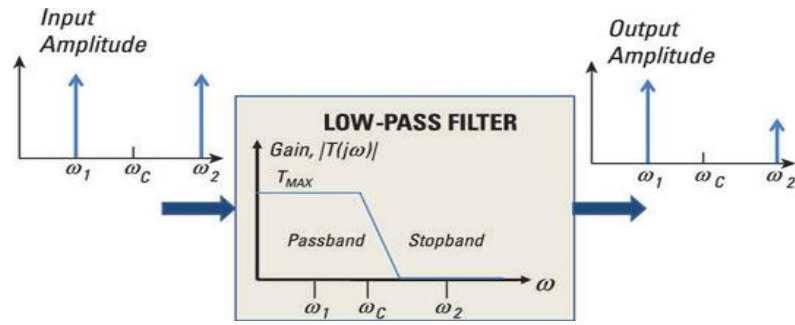 Input
Amplitude
ω1 ωC ω2
LOW-PASS FILTER
Gain, |T(jω)|
TMAX
Passband Stopband
ω1 ωC ω2 ω
Output
Amplitude
ω1 ωC ω2